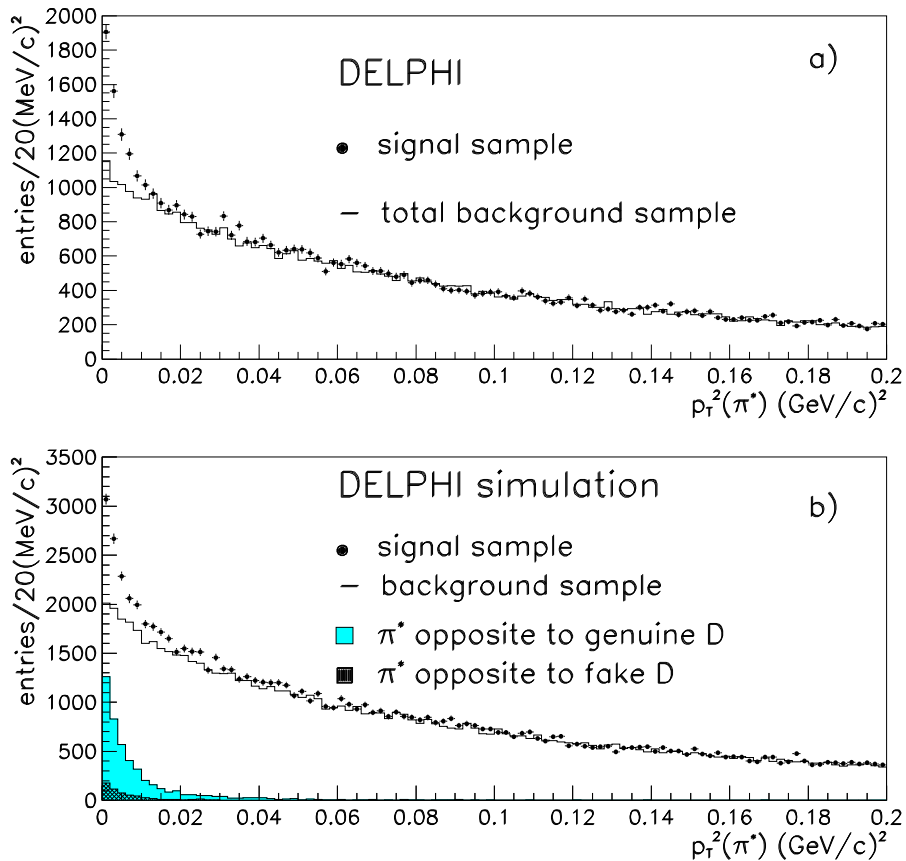 2000
1800
1600
1400
1200
1000
800
600
400
200
0
entries/20(MeV/c)²
DELPHI
a)
signal sample
total background sample
0 0.02 0.04 0.06 0.08 0.1 0.12 0.14 0.16 0.18 0.2
p_T²(π*) (GeV/c)²
3500
3000
2500
2000
1500
1000
500
0
entries/20(MeV/c)²
DELPHI simulation
b)
signal sample
background sample
π* opposite to genuine D
π* opposite to fake D
0 0.02 0.04 0.06 0.08 0.1 0.12 0.14 0.16 0.18 0.2
p_T²(π*) (GeV/c)²